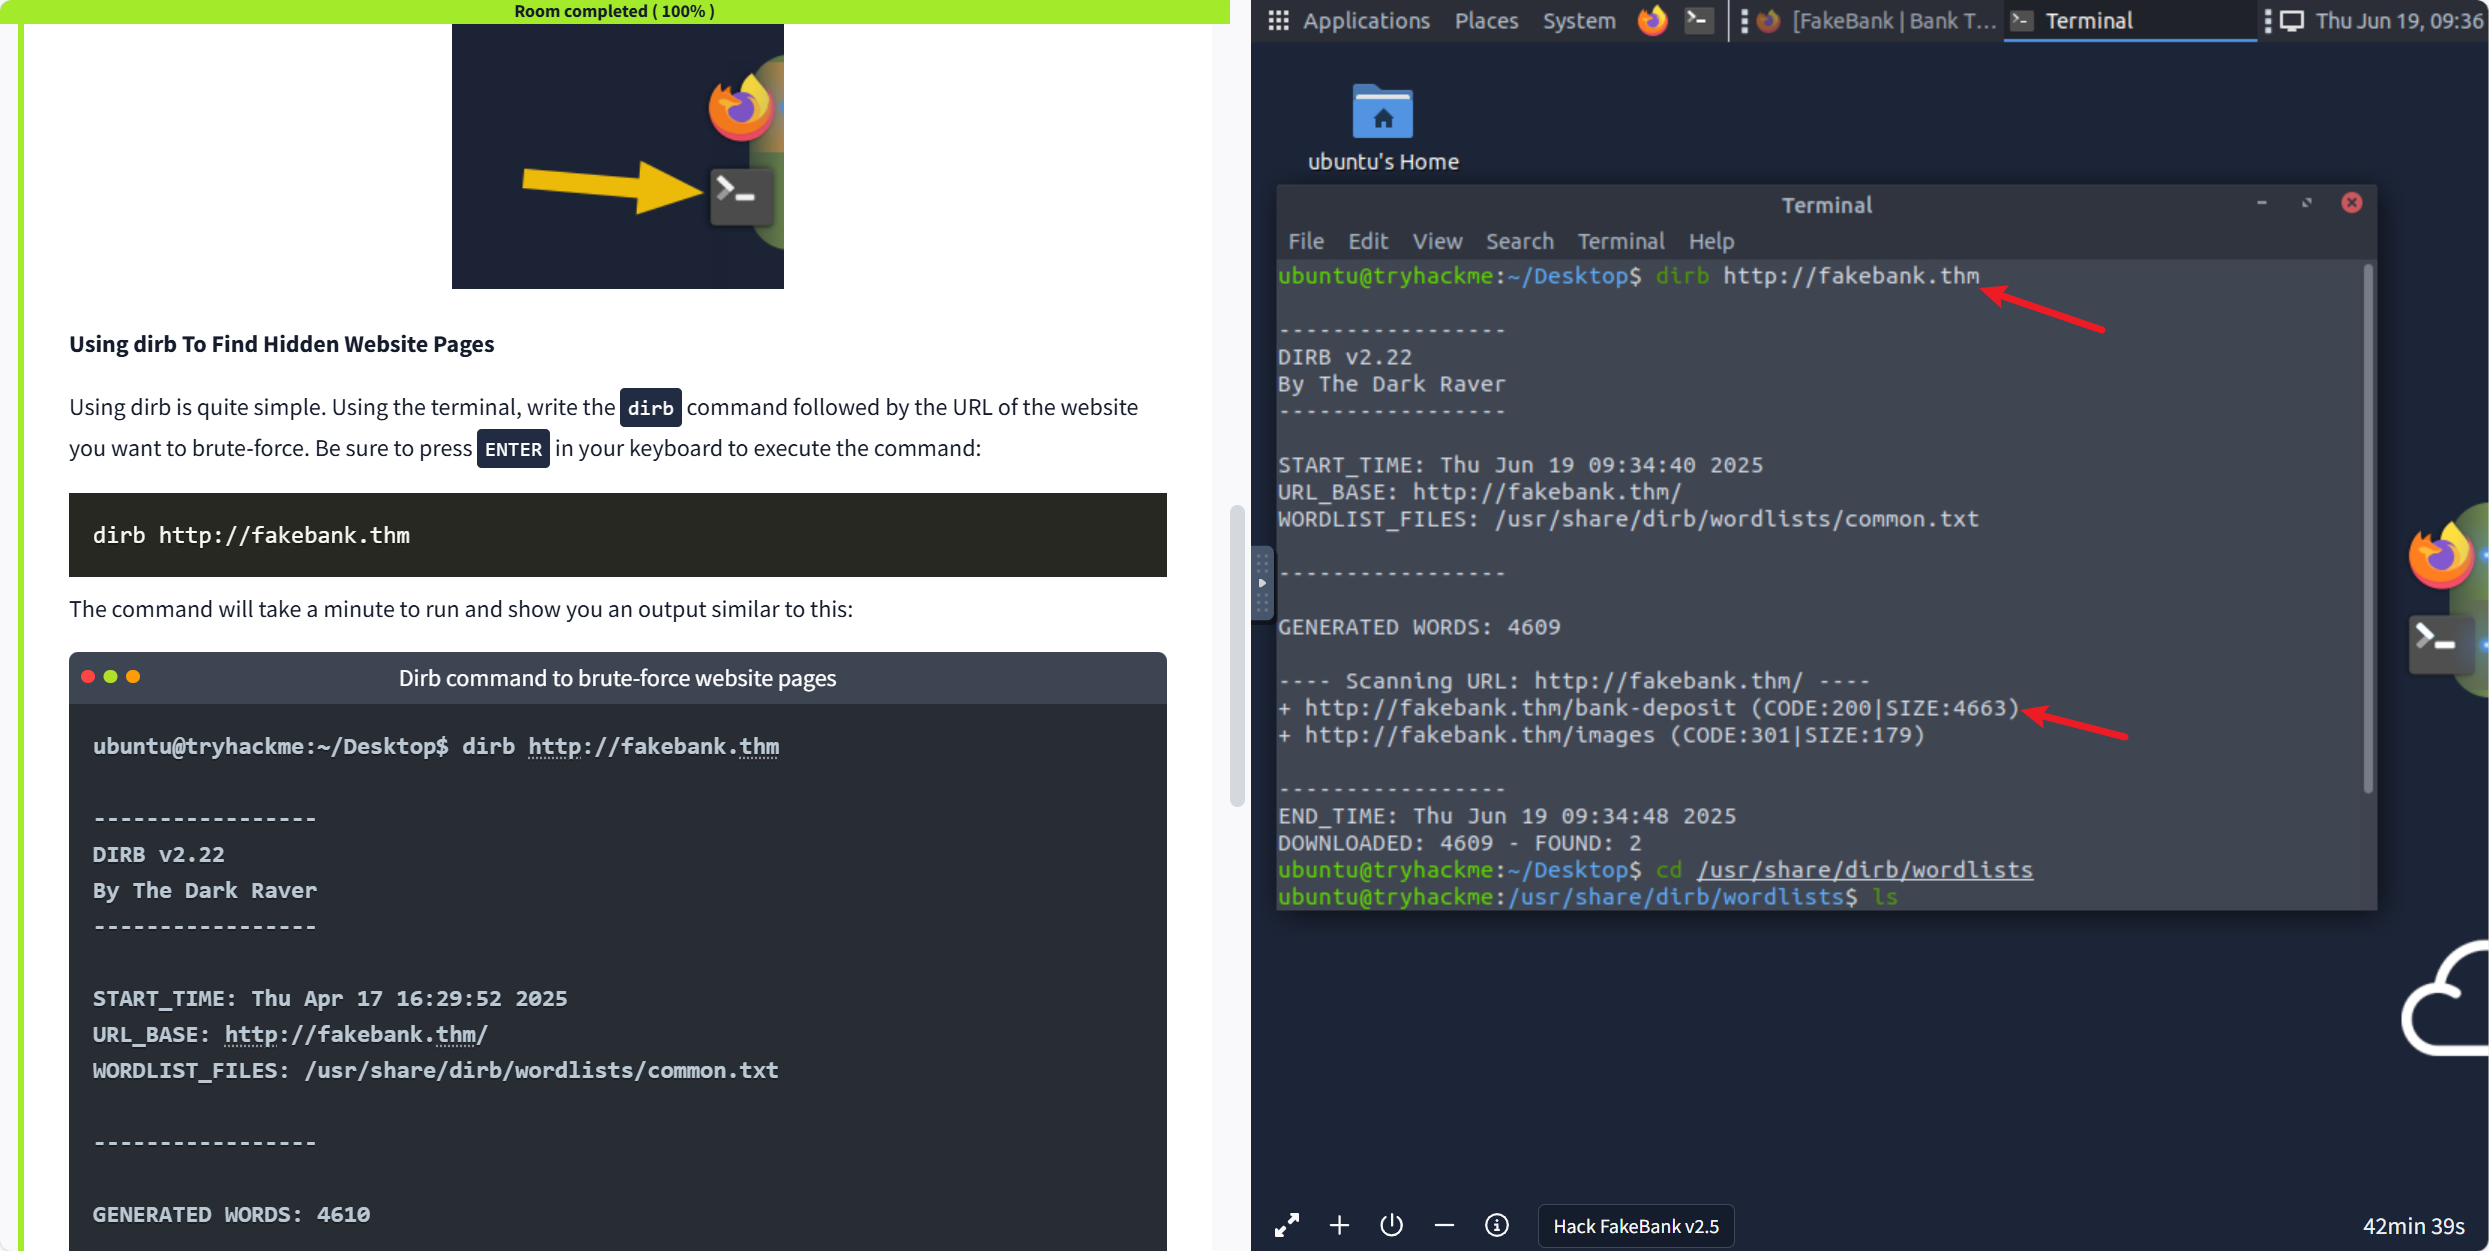 Room completed ( 100% )
Using dirb To Find Hidden Website Pages
Using dirb is quite simple. Using the terminal, write the dirb command followed by the URL of the website
you want to brute-force. Be sure to press ENTER in your keyboard to execute the command:
dirb http://fakebank.thm
The command will take a minute to run and show you an output similar to this:
Dirb command to brute-force website pages
ubuntu@tryhackme:~/Desktop$ dirb http://fakebank.thm
-----------------
DIRB v2.22
By The Dark Raver
-----------------
START_TIME: Thu Apr 17 16:29:52 2025
URL_BASE: http://fakebank.thm/
WORDLIST_FILES: /usr/share/dirb/wordlists/common.txt
-----------------
GENERATED WORDS: 4610
Applications Places System [FakeBank | Bank T... Terminal Thu Jun 19, 09:36
ubuntu's Home
Terminal
File Edit View Search Terminal Help
ubuntu@tryhackme:~/Desktop$ dirb http://fakebank.thm
-----------------
DIRB v2.22
By The Dark Raver
-----------------
START_TIME: Thu Jun 19 09:34:40 2025
URL_BASE: http://fakebank.thm/
WORDLIST_FILES: /usr/share/dirb/wordlists/common.txt
-----------------
GENERATED WORDS: 4609
---- Scanning URL: http://fakebank.thm/ ----
+ http://fakebank.thm/bank-deposit (CODE:200|SIZE:4663)
+ http://fakebank.thm/images (CODE:301|SIZE:179)
-----------------
END_TIME: Thu Jun 19 09:34:48 2025
DOWNLOADED: 4609 - FOUND: 2
ubuntu@tryhackme:~/Desktop$ cd /usr/share/dirb/wordlists
ubuntu@tryhackme:/usr/share/dirb/wordlists$ ls
Hack FakeBank v2.5
42min 39s